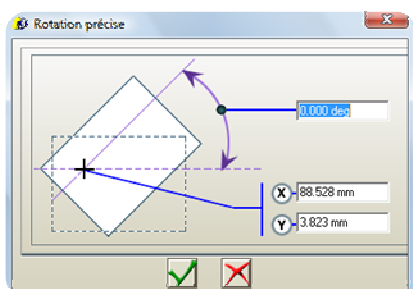 Rotation précise
0.000 deg
X 88.528 mm
Y 3.823 mm